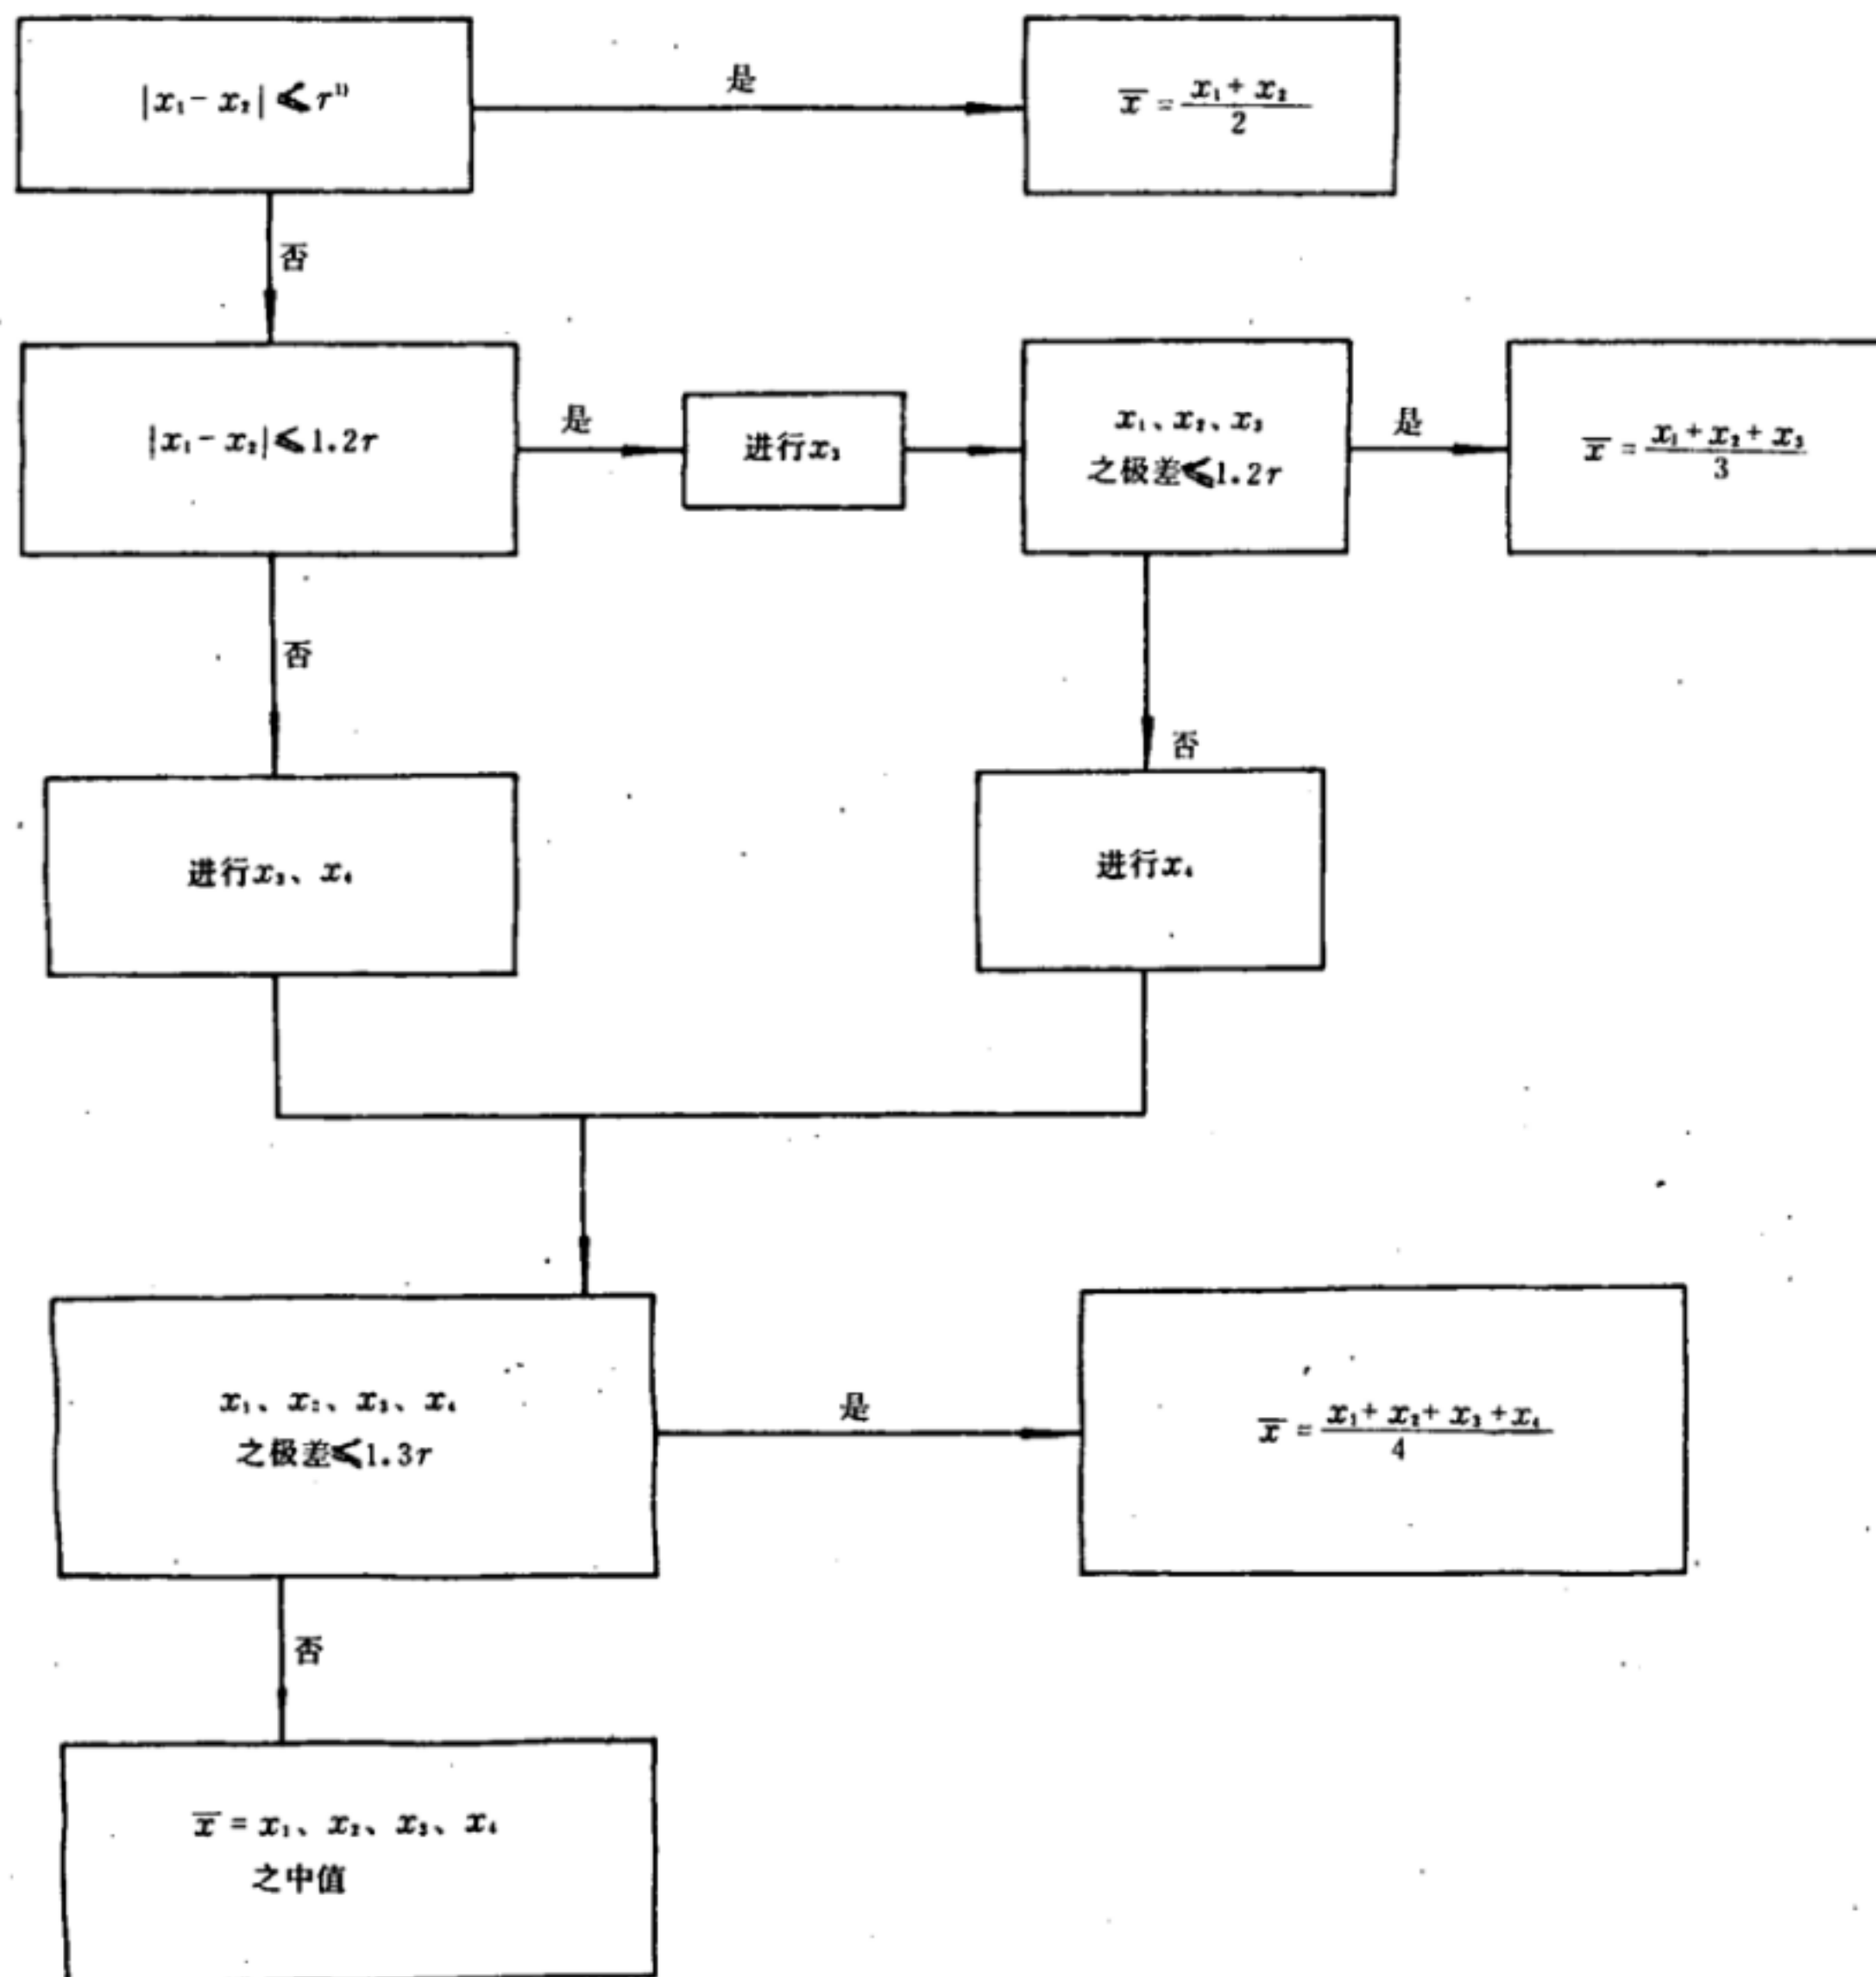 |x₁－x₂|⩽r¹⁾
是
x̄＝(x₁＋x₂)/2
否
|x₁－x₂|⩽1.2r
是
进行x₃
x₁、x₂、x₃
之极差⩽1.2r
是
x̄＝(x₁＋x₂＋x₃)/3
否
否
进行x₃、x₄
进行x₄
x₁、x₂、x₃、x₄
之极差⩽1.3r
是
x̄＝(x₁＋x₂＋x₃＋x₄)/4
否
x̄＝x₁、x₂、x₃、x₄
之中值